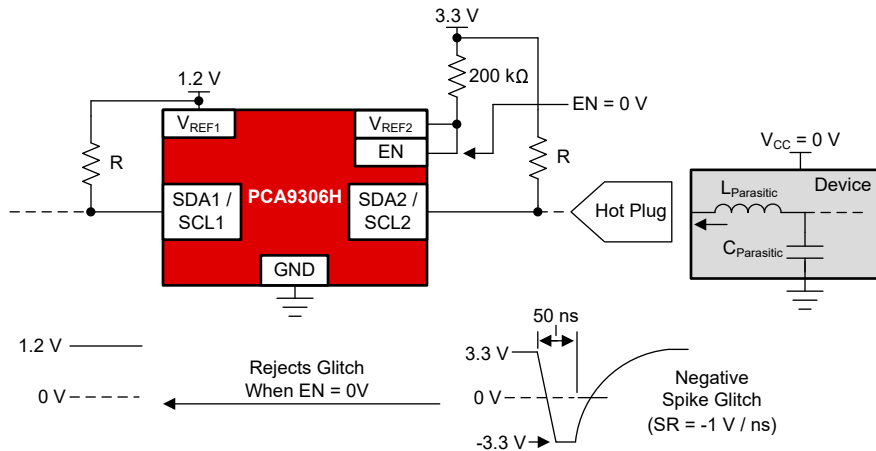 3.3 V
1.2 V
200 kΩ
EN = 0 V
VREF1
VREF2
EN
R
R
VCC = 0 V
PCA9306H
SDA1 /
SCL1
SDA2 /
SCL2
Hot Plug
LParasitic
Device
CParasitic
GND
50 ns
1.2 V
3.3 V
Rejects Glitch
When EN = 0V
Negative
Spike Glitch
(SR = -1 V / ns)
0 V
0 V
-3.3 V